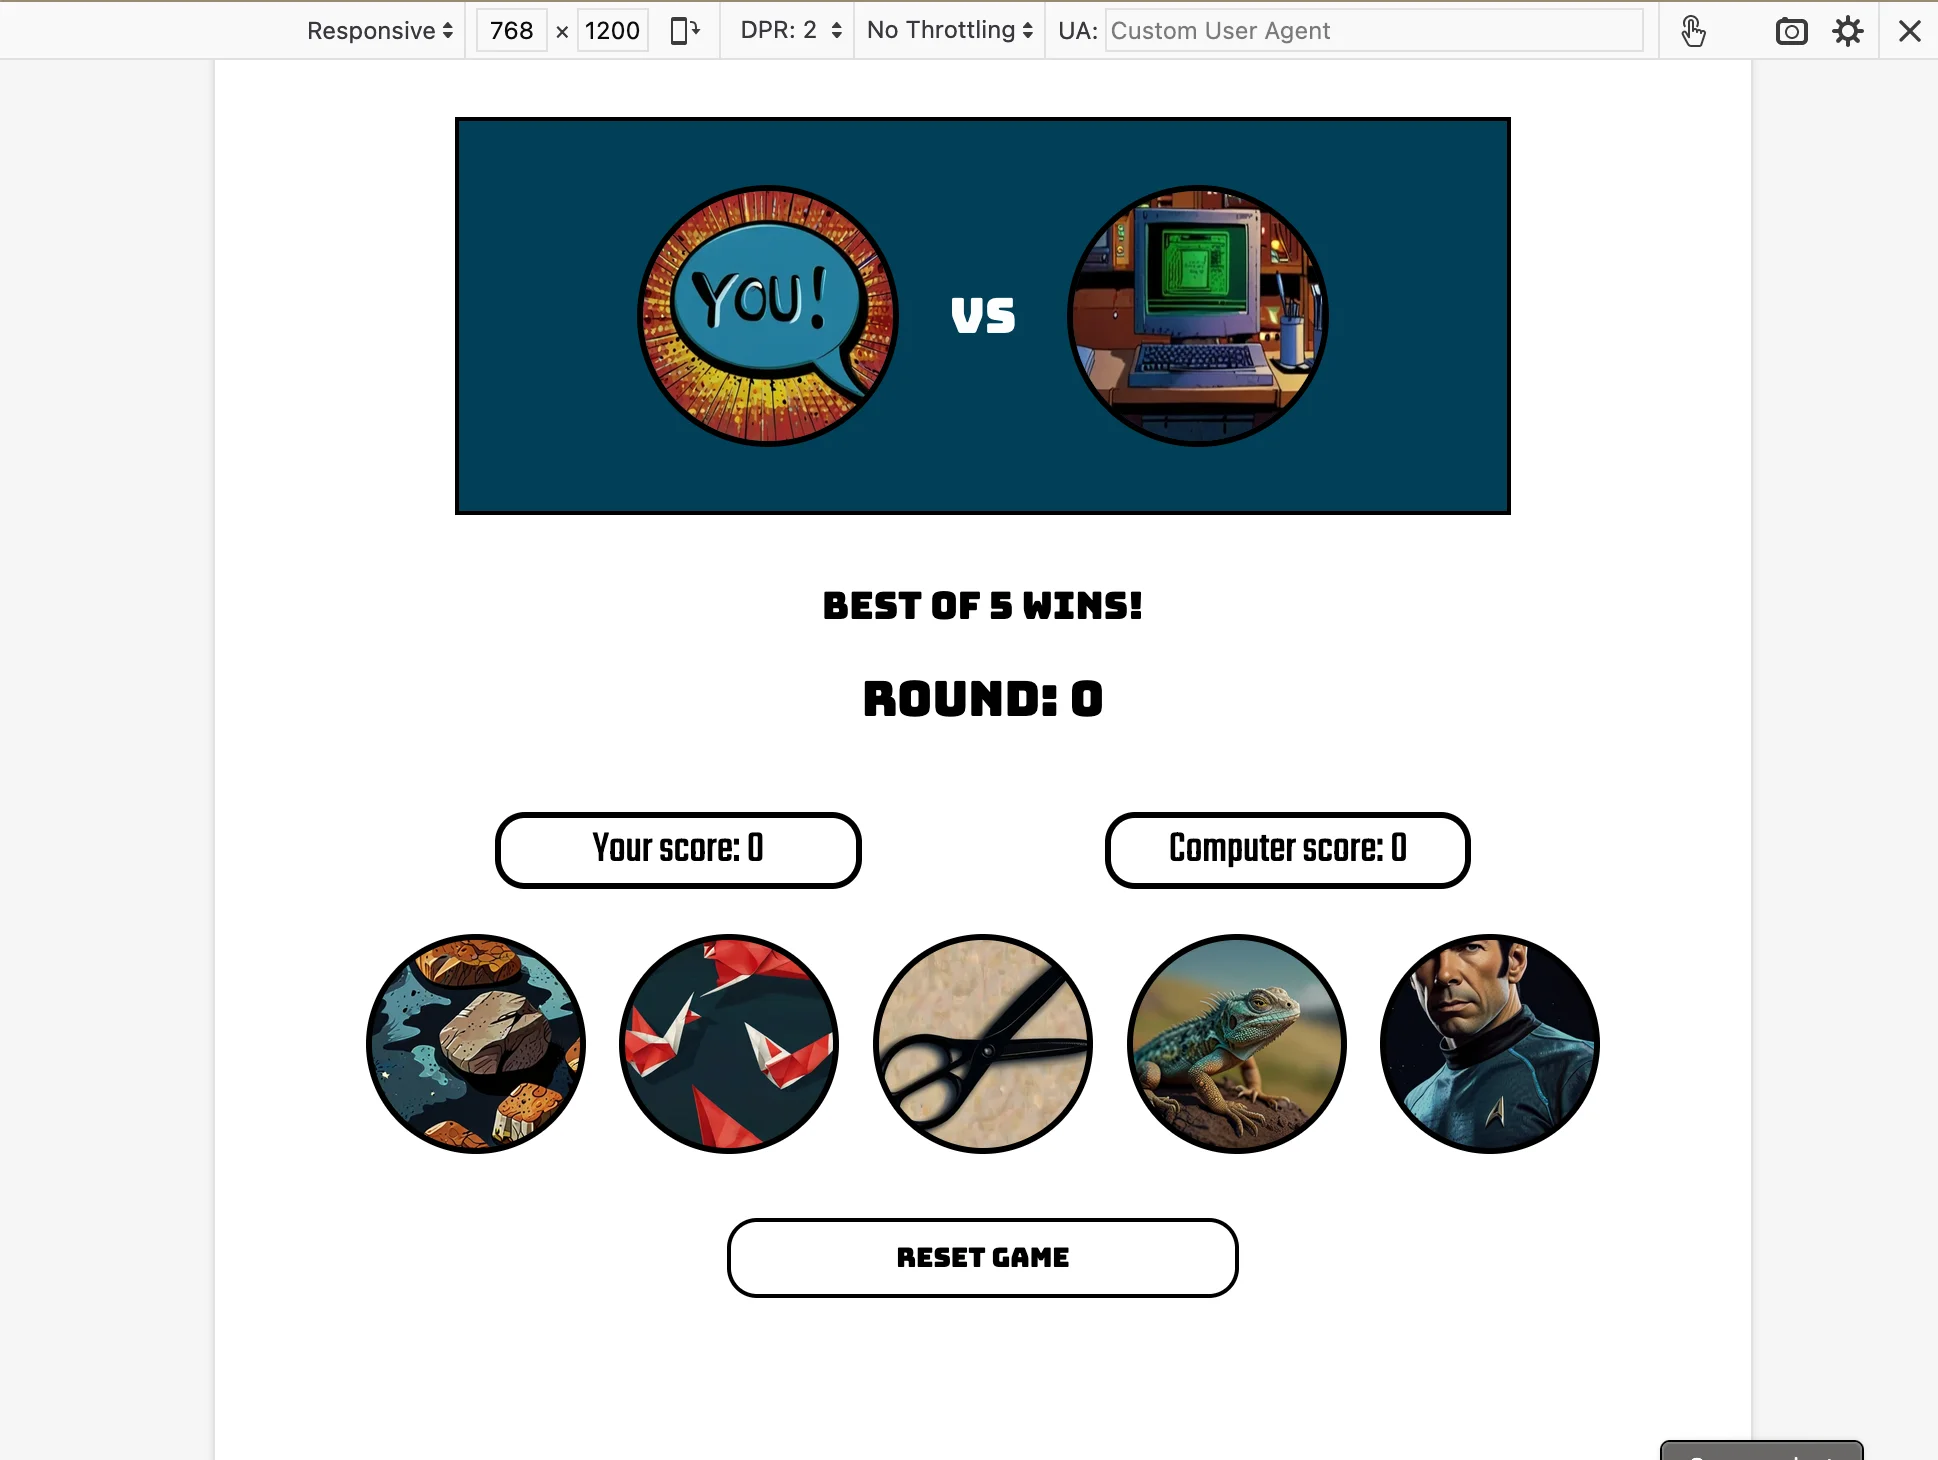 Responsive 768 × 1200 DPR: 2 No Throttling UA: Custom User Agent
YOU!
VS
BEST OF 5 WINS!
ROUND: 0
Your score: 0 Computer score: 0
RESET GAME